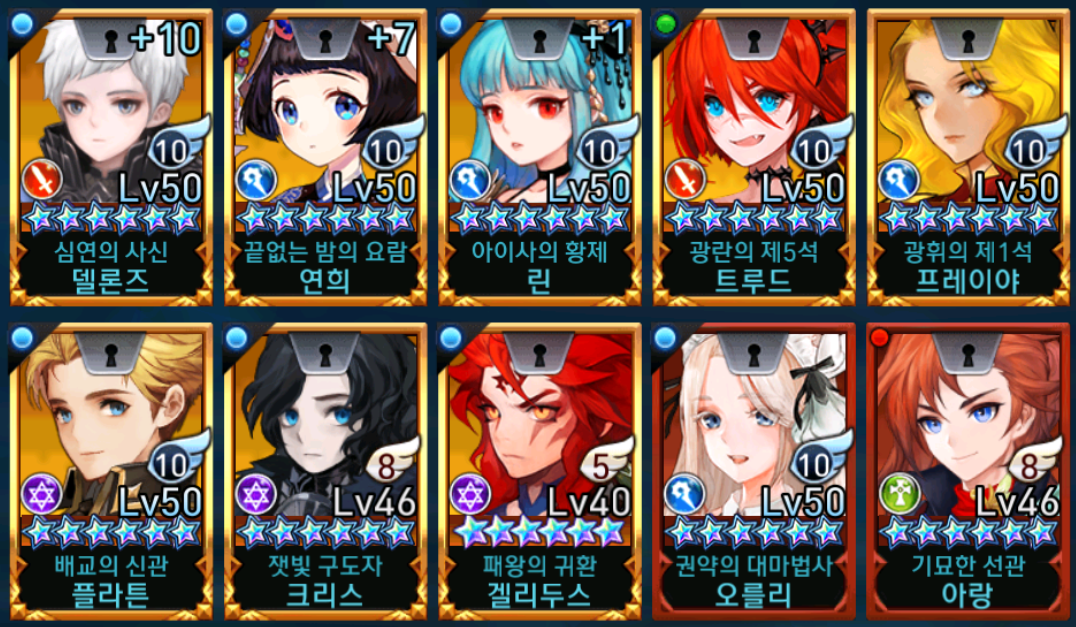 +10
10
Lv50
심연의 사신
델론즈
+7
10
Lv50
끝없는 밤의 요람
연희
+1
10
Lv50
아이사의 황제
린
10
Lv50
광란의 제5석
트루드
10
Lv50
광휘의 제1석
프레이야
10
Lv50
배교의 신관
플라튼
8
Lv46
잿빛 구도자
크리스
5
Lv40
패왕의 귀환
겔리두스
10
Lv50
권약의 대마법사
오를리
8
Lv46
기묘한 선관
아랑